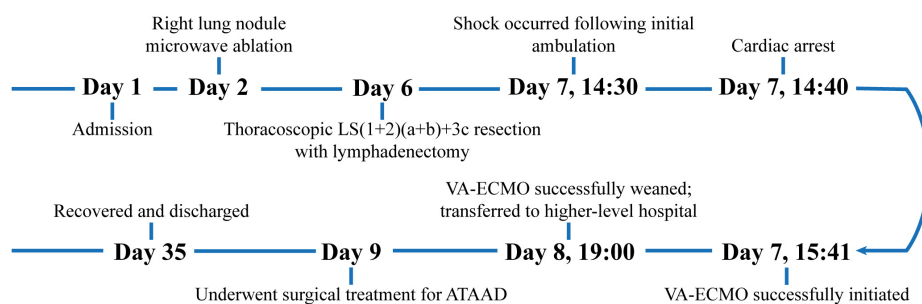 Right lung nodule
microwave ablation
Shock occurred following initial
ambulation
Cardiac arrest
Day 1
Day 2
Day 6
Day 7, 14:30
Day 7, 14:40
Admission
Thoracoscopic LS(1+2)(a+b)+3c resection
with lymphadenectomy
VA-ECMO successfully weaned;
transferred to higher-level hospital
Recovered and discharged
Day 35
Day 9
Day 8, 19:00
Day 7, 15:41
Underwent surgical treatment for ATAAD
VA-ECMO successfully initiated